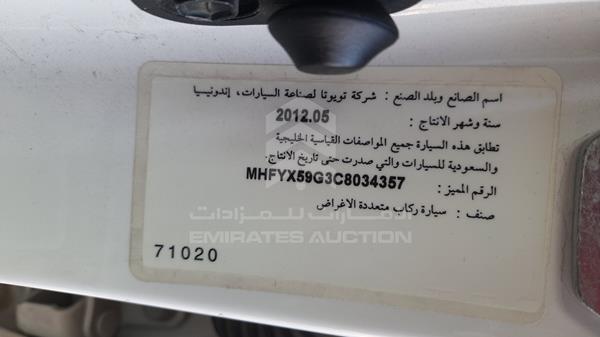 اسم الصانع وبلد الصنع : شركة تويوتا لصناعة السيارات، إندونيسيا
سنة وشهر الانتاج : 2012.05
تطابق هذه السيارة جميع المواصفات القياسية الخليجية
والسعودية للسيارات والتي صدرت حتى تاريخ الانتاج.
الرقم المميز : MHFYX59G3C8034357
صنف : سيارة ركاب متعددة الاغراض
الإمارات للمزادات
EMIRATES AUCTION
71020